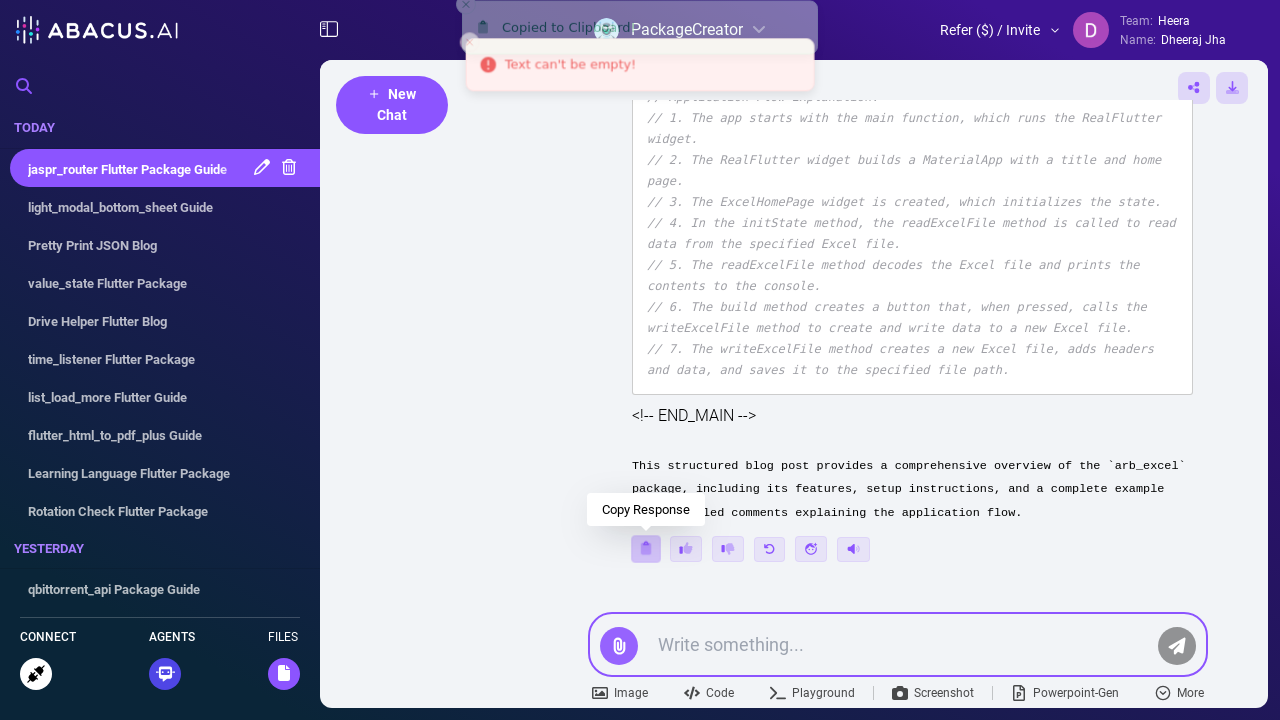 ABACUS.AI
Copied to Clipboard
PackageCreator
Text can't be empty!
Refer ($) / Invite
D
Team: Heera
Name: Dheeraj Jha
+ New Chat
TODAY
jaspr_router Flutter Package Guide
light_modal_bottom_sheet Guide
Pretty Print JSON Blog
value_state Flutter Package
Drive Helper Flutter Blog
time_listener Flutter Package
list_load_more Flutter Guide
flutter_html_to_pdf_plus Guide
Learning Language Flutter Package
Rotation Check Flutter Package
YESTERDAY
qbittorrent_api Package Guide
CONNECT
AGENTS
FILES
// 1. The app starts with the main function, which runs the RealFlutter
widget.
// 2. The RealFlutter widget builds a MaterialApp with a title and home
page.
// 3. The ExcelHomePage widget is created, which initializes the state.
// 4. In the initState method, the readExcelFile method is called to read
data from the specified Excel file.
// 5. The readExcelFile method decodes the Excel file and prints the
contents to the console.
// 6. The build method creates a button that, when pressed, calls the
writeExcelFile method to create and write data to a new Excel file.
// 7. The writeExcelFile method creates a new Excel file, adds headers
and data, and saves it to the specified file path.
<!-- END_MAIN -->
This structured blog post provides a comprehensive overview of the `arb_excel`
package, including its features, setup instructions, and a complete example
comments explaining the application flow.
Copy Response
Write something...
Image
Code
Playground
Screenshot
Powerpoint-Gen
More